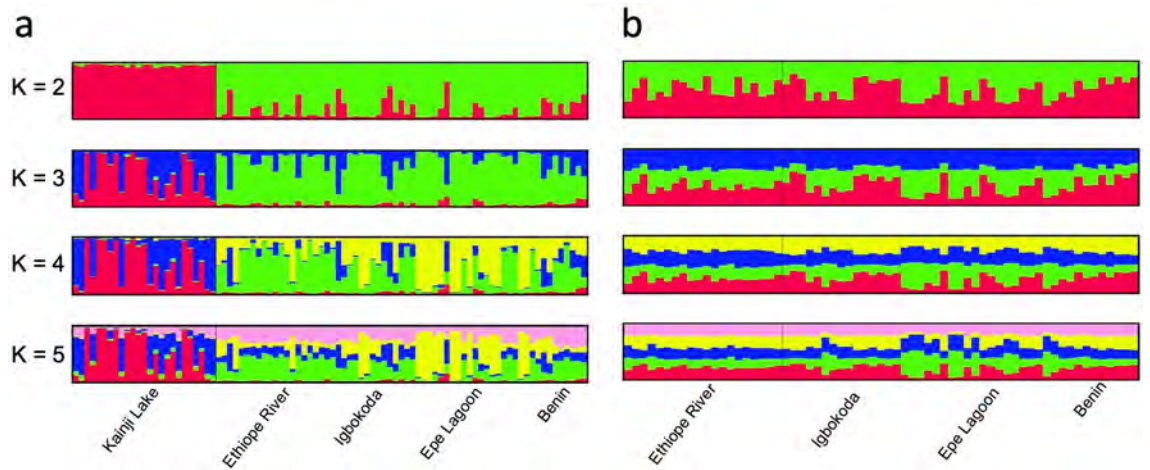 a
b
K = 2
K = 3
K = 4
K = 5
Kainji Lake
Ethiope River
Igbokoda
Epe Lagoon
Benin
Ethiope River
Igbokoda
Epe Lagoon
Benin